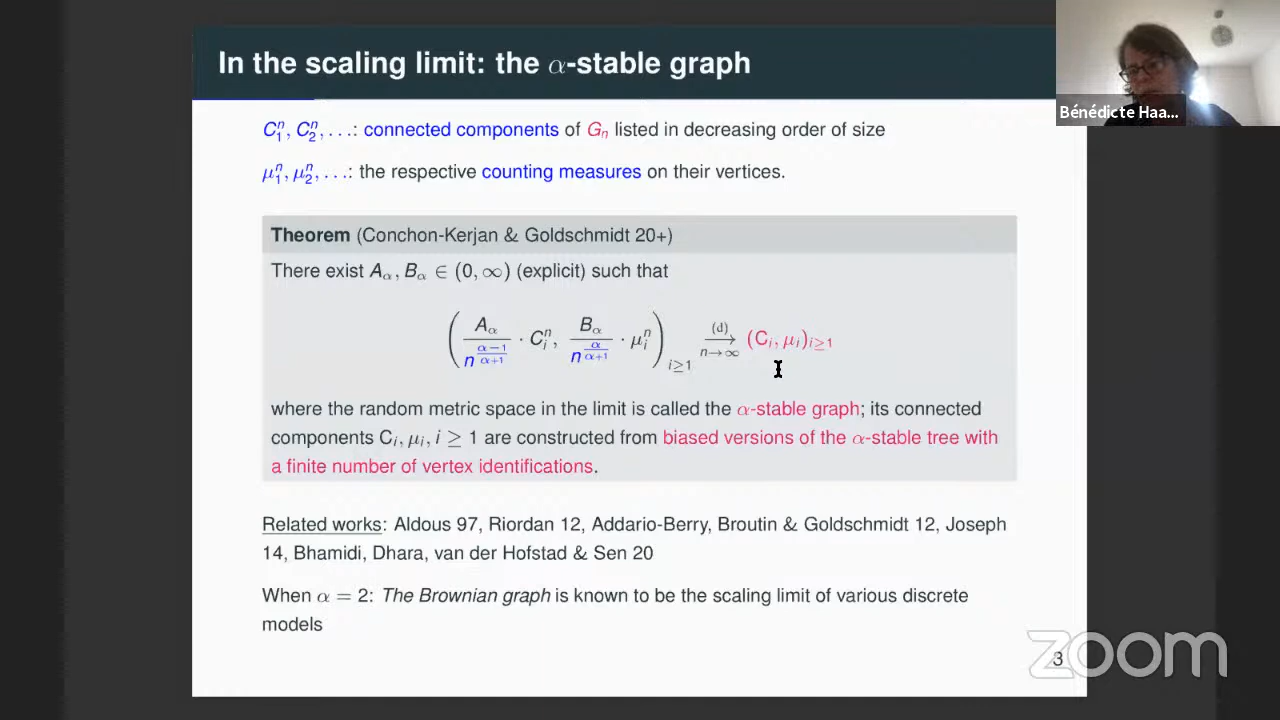 In the scaling limit: the α-stable graph
Bénédicte Haa...
C₁ⁿ, C₂ⁿ, ...: connected components of Gₙ listed in decreasing order of size
μ₁ⁿ, μ₂ⁿ, ...: the respective counting measures on their vertices.
Theorem (Conchon-Kerjan & Goldschmidt 20+)
There exist A_α, B_α ∈ (0, ∞) (explicit) such that
(A_α / n^((α−1)/(α+1)) · C_iⁿ, B_α / n^(α/(α+1)) · μ_iⁿ)_{i≥1} (d) → n→∞ (C_i, μ_i)_{i≥1}
where the random metric space in the limit is called the α-stable graph; its connected
components C_i, μ_i, i ≥ 1 are constructed from biased versions of the α-stable tree with
a finite number of vertex identifications.
Related works: Aldous 97, Riordan 12, Addario-Berry, Broutin & Goldschmidt 12, Joseph
14, Bhamidi, Dhara, van der Hofstad & Sen 20
When α = 2: The Brownian graph is known to be the scaling limit of various discrete
models
zoom
3